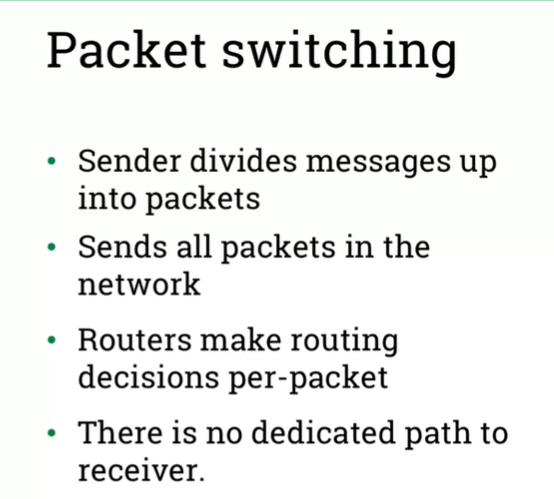 Packet switching
• Sender divides messages up
into packets
• Sends all packets in the
network
• Routers make routing
decisions per-packet
• There is no dedicated path to
receiver.